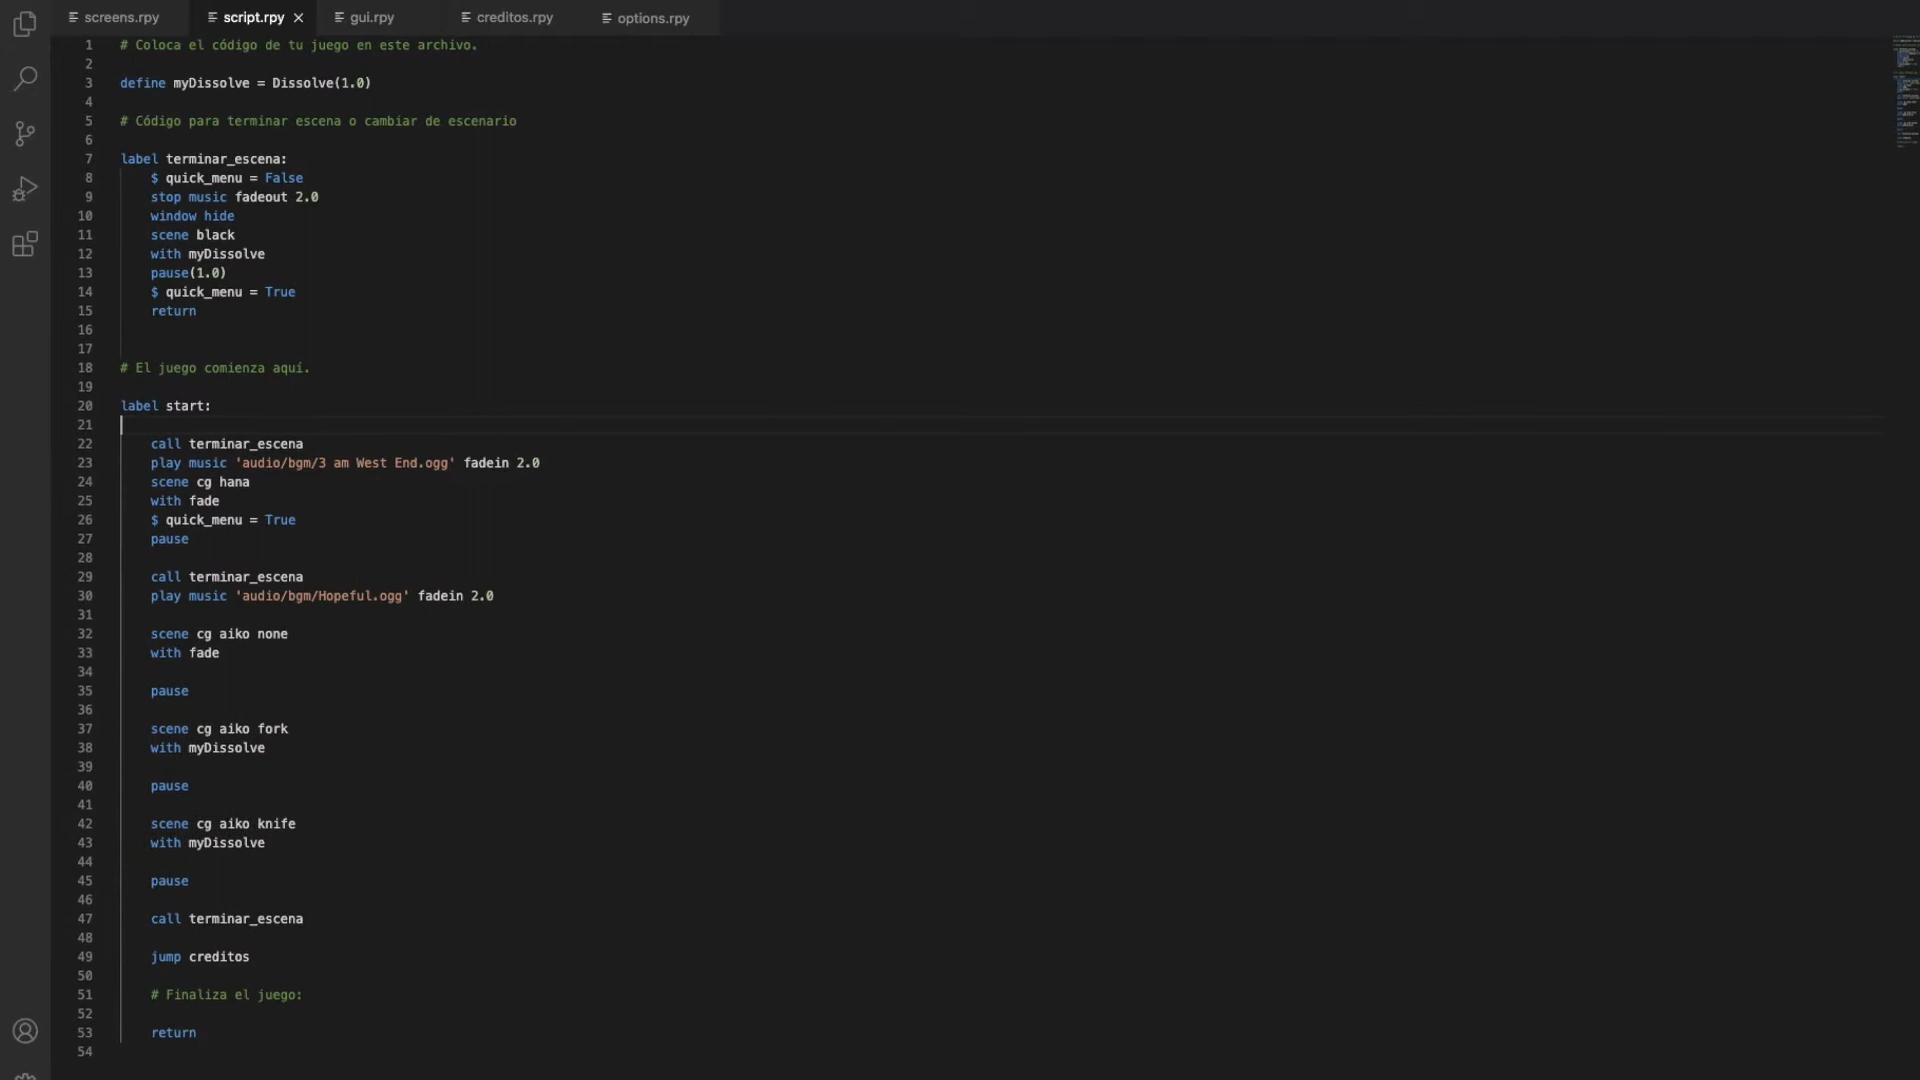 screens.rpy script.rpy gui.rpy creditos.rpy options.rpy
1 # Coloca el código de tu juego en este archivo.
2
3 define myDissolve = Dissolve(1.0)
4
5 # Código para terminar escena o cambiar de escenario
6
7 label terminar_escena:
8 $ quick_menu = False
9 stop music fadeout 2.0
10 window hide
11 scene black
12 with myDissolve
13 pause(1.0)
14 $ quick_menu = True
15 return
16
17
18 # El juego comienza aquí.
19
20 label start:
21
22 call terminar_escena
23 play music 'audio/bgm/3 am West End.ogg' fadein 2.0
24 scene cg hana
25 with fade
26 $ quick_menu = True
27 pause
28
29 call terminar_escena
30 play music 'audio/bgm/Hopeful.ogg' fadein 2.0
31
32 scene cg aiko none
33 with fade
34
35 pause
36
37 scene cg aiko fork
38 with myDissolve
39
40 pause
41
42 scene cg aiko knife
43 with myDissolve
44
45 pause
46
47 call terminar_escena
48
49 jump creditos
50
51 # Finaliza el juego:
52
53 return
54